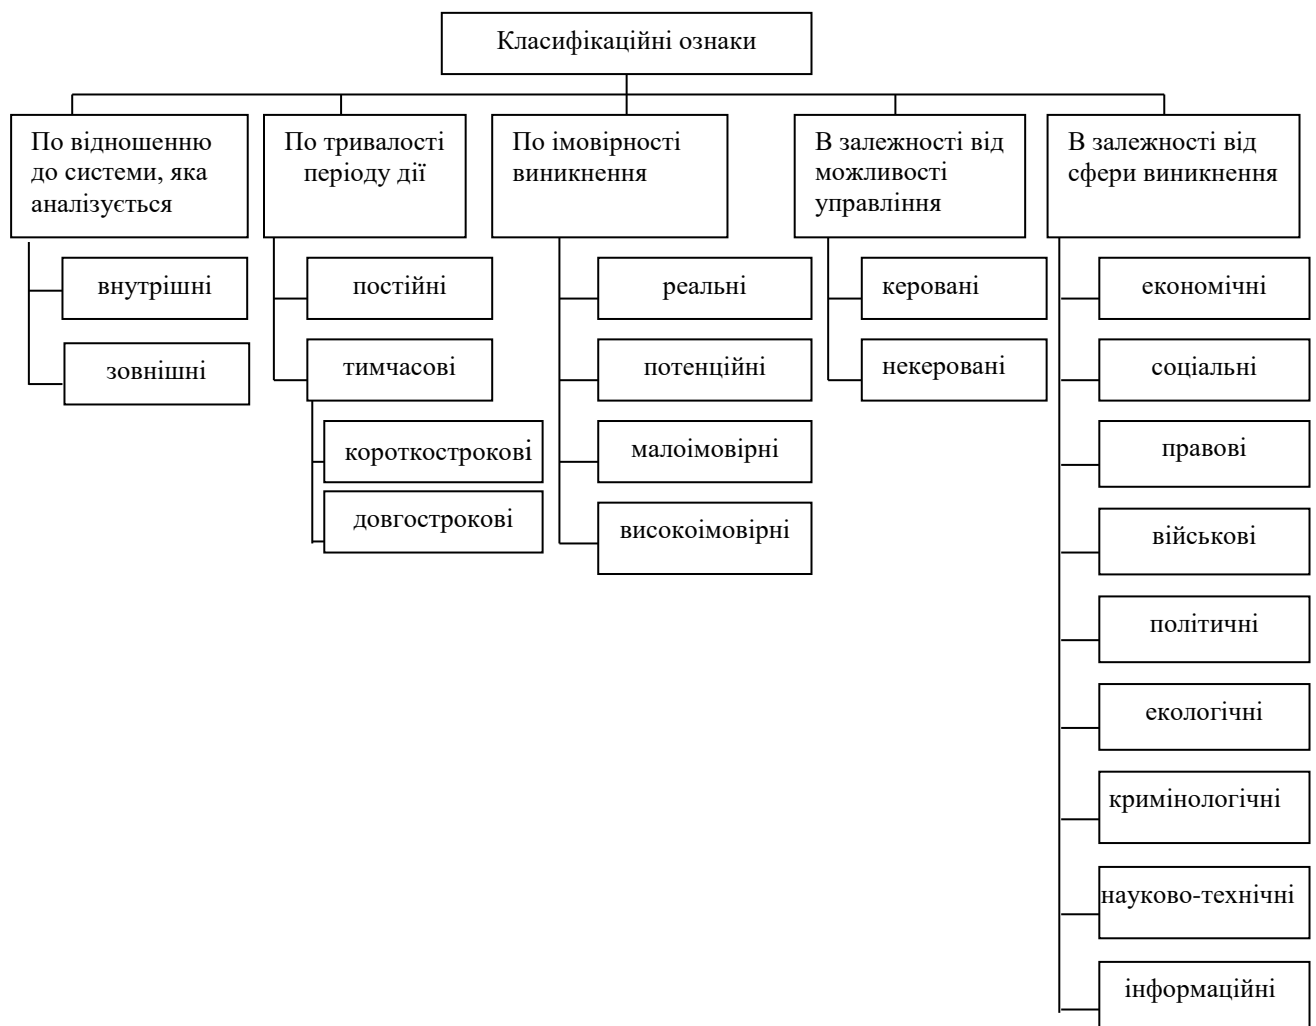 Класифікаційні ознаки
По відношенню
до системи, яка
аналізується
внутрішні
зовнішні
По тривалості
періоду дії
постійні
тимчасові
короткострокові
довгострокові
По імовірності
виникнення
реальні
потенційні
малоімовірні
високоімовірні
В залежності від
можливості
управління
керовані
некеровані
В залежності від
сфери виникнення
економічні
соціальні
правові
військові
політичні
екологічні
кримінологічні
науково-технічні
інформаційні